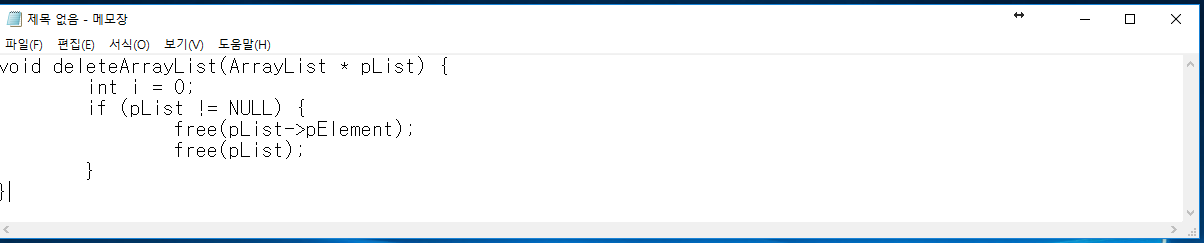 제목 없음 - 메모장
파일(F) 편집(E) 서식(O) 보기(V) 도움말(H)
void deleteArrayList(ArrayList * pList) {
int i = 0;
if (pList != NULL) {
free(pList->pElement);
free(pList);
}
}